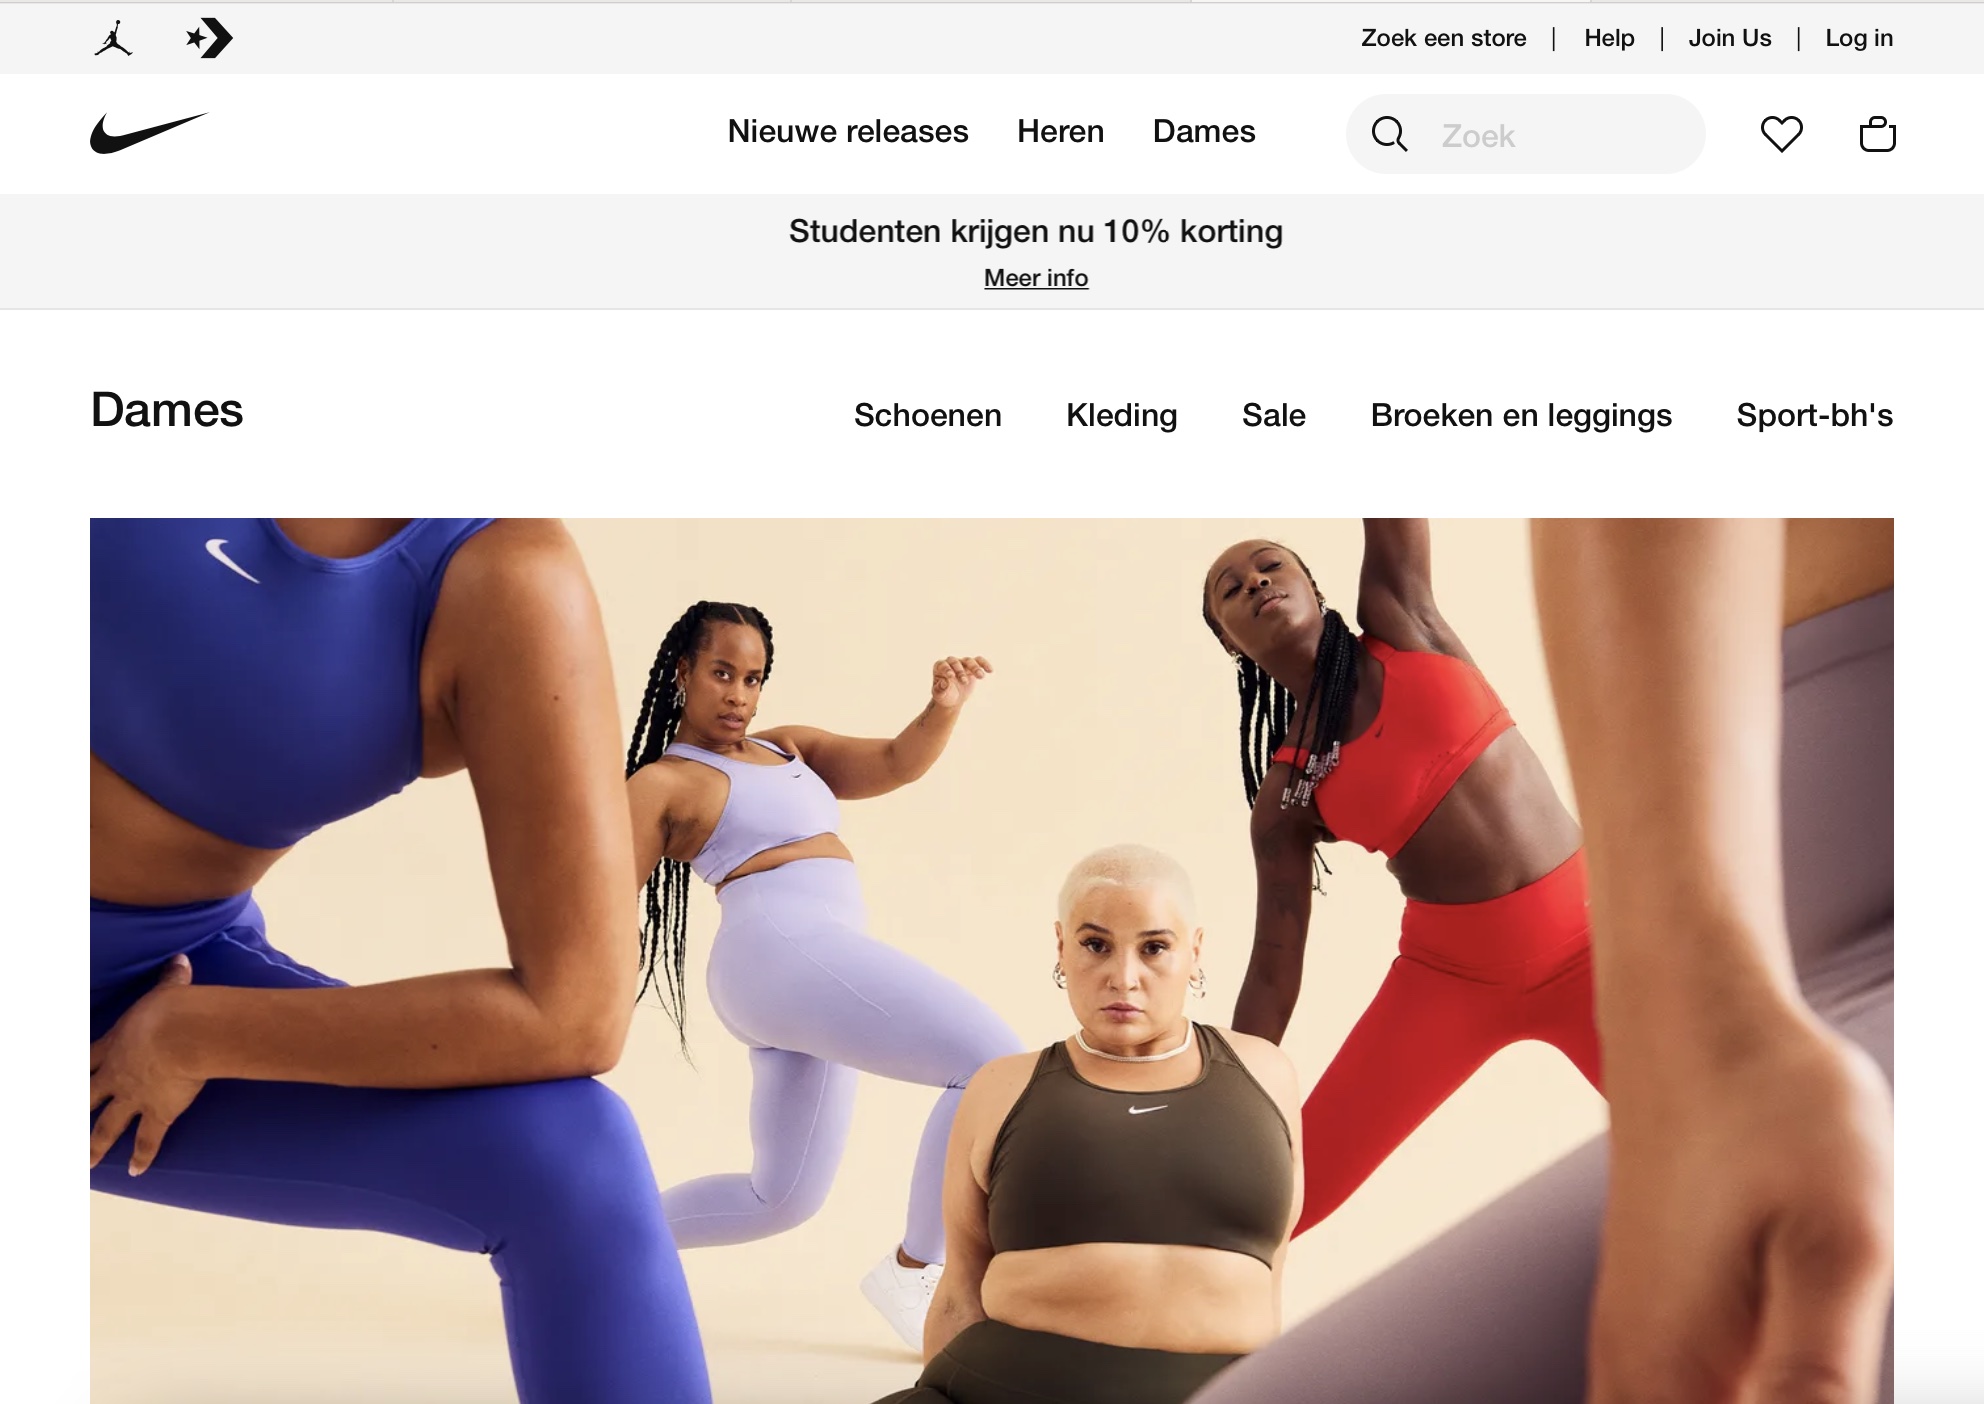 Zoek een store | Help | Join Us | Log in
Nieuwe releases Heren Dames Zoek
Studenten krijgen nu 10% korting
Meer info
Dames Schoenen Kleding Sale Broeken en leggings Sport-bh's